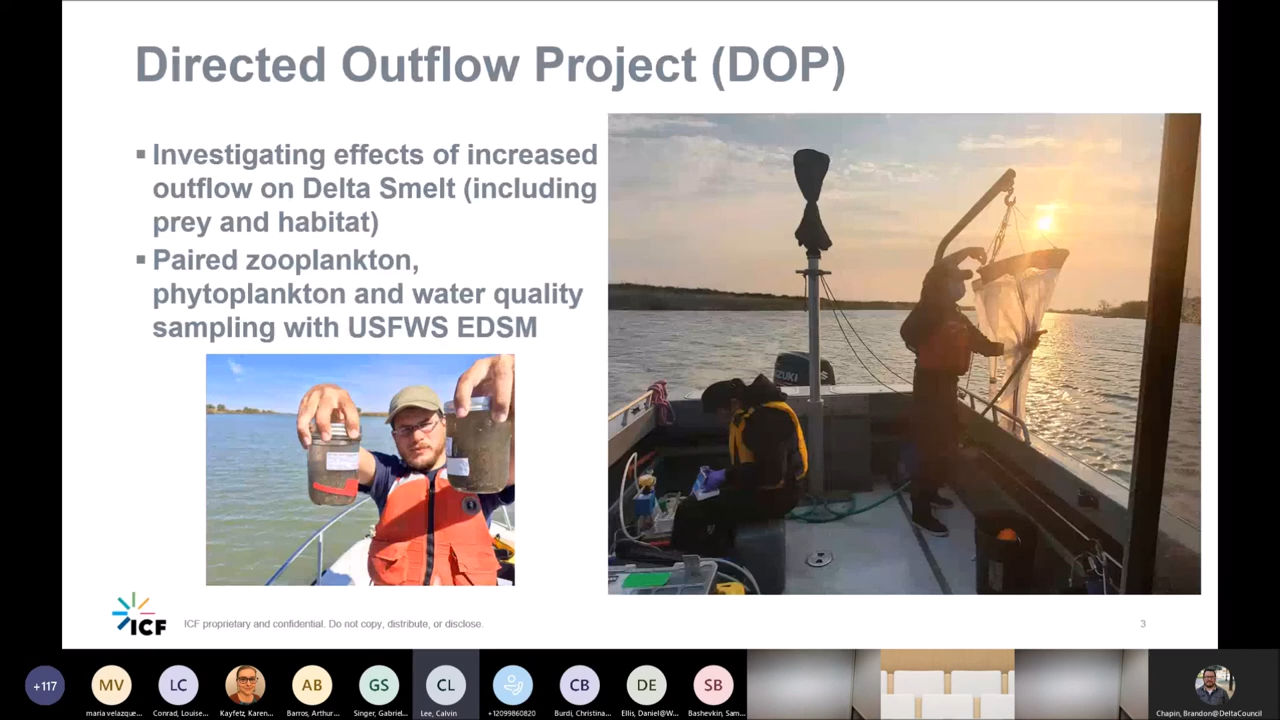 Directed Outflow Project (DOP)
▪ Investigating effects of increased
outflow on Delta Smelt (including
prey and habitat)
▪ Paired zooplankton,
phytoplankton and water quality
sampling with USFWS EDSM
UZUKI
ICF
ICF proprietary and confidential. Do not copy, distribute, or disclose.
3
+117
MV
LC
AB
GS
CL
CB
DE
SB
maria velazque...
Conrad, Louise...
Kayfetz, Karen...
Barros, Arthur...
Singer, Gabriel...
Lee, Calvin
+12099860820
Burdi, Christina...
Ellis, Daniel@W...
Bashevkin, Sam...
Chapin, Brandon@DeltaCouncil